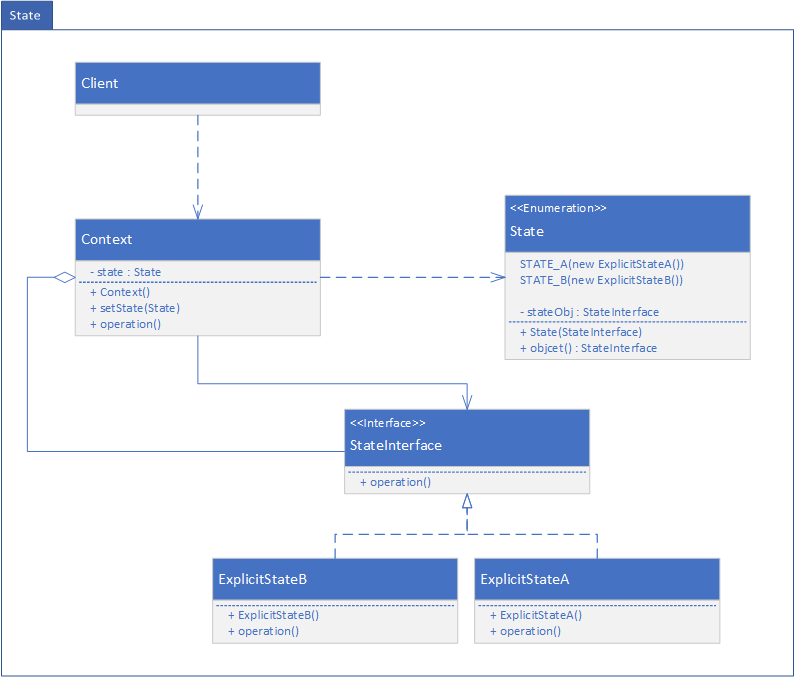 State
Client
Context
- state : State
+ Context()
+ setState(State)
+ operation()
<<Enumeration>>
State
STATE_A(new ExplicitStateA())
STATE_B(new ExplicitStateB())
- stateObj : StateInterface
+ State(StateInterface)
+ objcet() : StateInterface
<<Interface>>
StateInterface
+ operation()
ExplicitStateB
+ ExplicitStateB()
+ operation()
ExplicitStateA
+ ExplicitStateA()
+ operation()